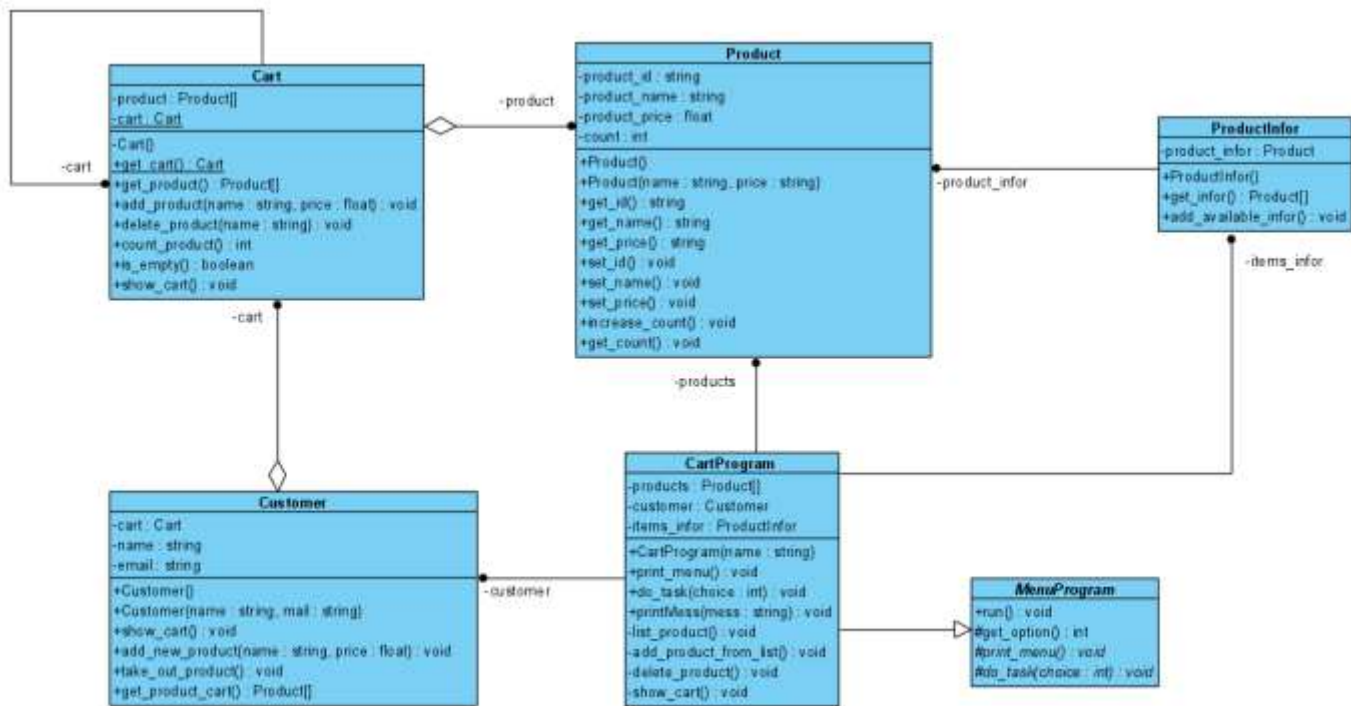 Cart
-product : Product[]
-cart : Cart
-Cart()
+get_cart() : Cart
+get_product() : Product[]
+add_product(name : string, price : float) : void
+delete_product(name : string) : void
+count_product() : int
+is_empty() : boolean
+show_cart() : void
-cart
-product
Product
-product_id : string
-product_name : string
-product_price : float
-count : int
+Product()
+Product(name : string, price : string)
+get_id() : string
+get_name() : string
+get_price() : string
+set_id() : void
+set_name() : void
+set_price() : void
+increase_count() : void
+get_count() : void
ProductInfor
-product_infor : Product
+ProductInfor()
+get_infor() : Product[]
+add_available_infor() : void
-product_infor
-items_infor
-cart
-products
Customer
-cart : Cart
-name : string
-email : string
+Customer()
+Customer(name : string, mail : string)
+show_cart() : void
+add_new_product(name : string, price : float) : void
+take_out_product() : void
+get_product_cart() : Product[]
-customer
CartProgram
-products : Product[]
-customer : Customer
-items_infor : ProductInfor
+CartProgram(name : string)
+print_menu() : void
+do_task(choice : int) : void
+printMess(mess : string) : void
-list_product() : void
-add_product_from_list() : void
-delete_product() : void
-show_cart() : void
MenuProgram
+run() : void
#get_option() : int
#print_menu() : void
#do_task(choice : int) : void